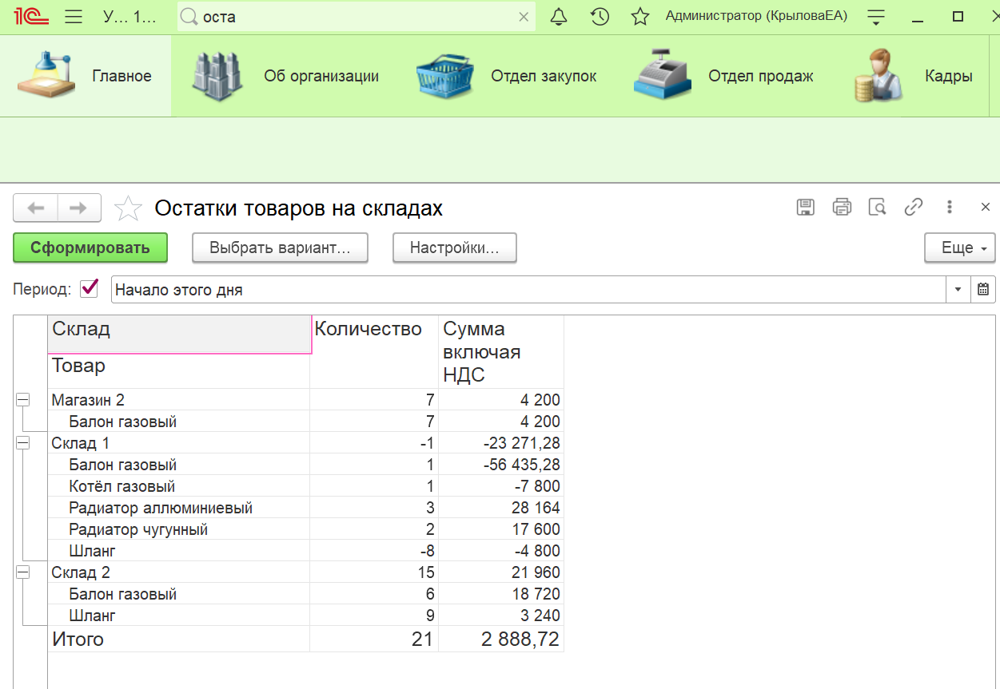 1С У... 1... оста Администратор (КрыловаЕА)
Главное Об организации Отдел закупок Отдел продаж Кадры
Остатки товаров на складах
Сформировать Выбрать вариант... Настройки... Еще
Период: Начало этого дня
Склад Количество Сумма
включая
Товар
НДС
Магазин 2 7 4 200
Балон газовый 7 4 200
Склад 1 -1 -23 271,28
Балон газовый 1 -56 435,28
Котёл газовый 1 -7 800
Радиатор аллюминиевый 3 28 164
Радиатор чугунный 2 17 600
Шланг -8 -4 800
Склад 2 15 21 960
Балон газовый 6 18 720
Шланг 9 3 240
Итого 21 2 888,72